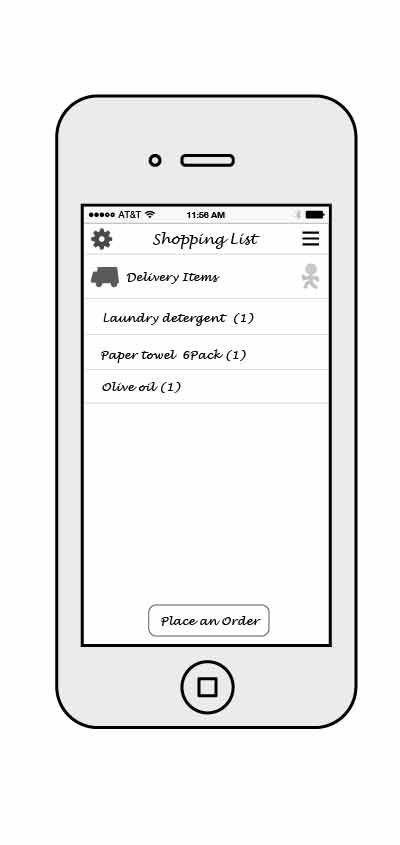 AT&T 11:56 AM
Shopping List
Delivery Items
Laundry detergent (1)
Paper towel 6Pack (1)
Olive oil (1)
Place an Order